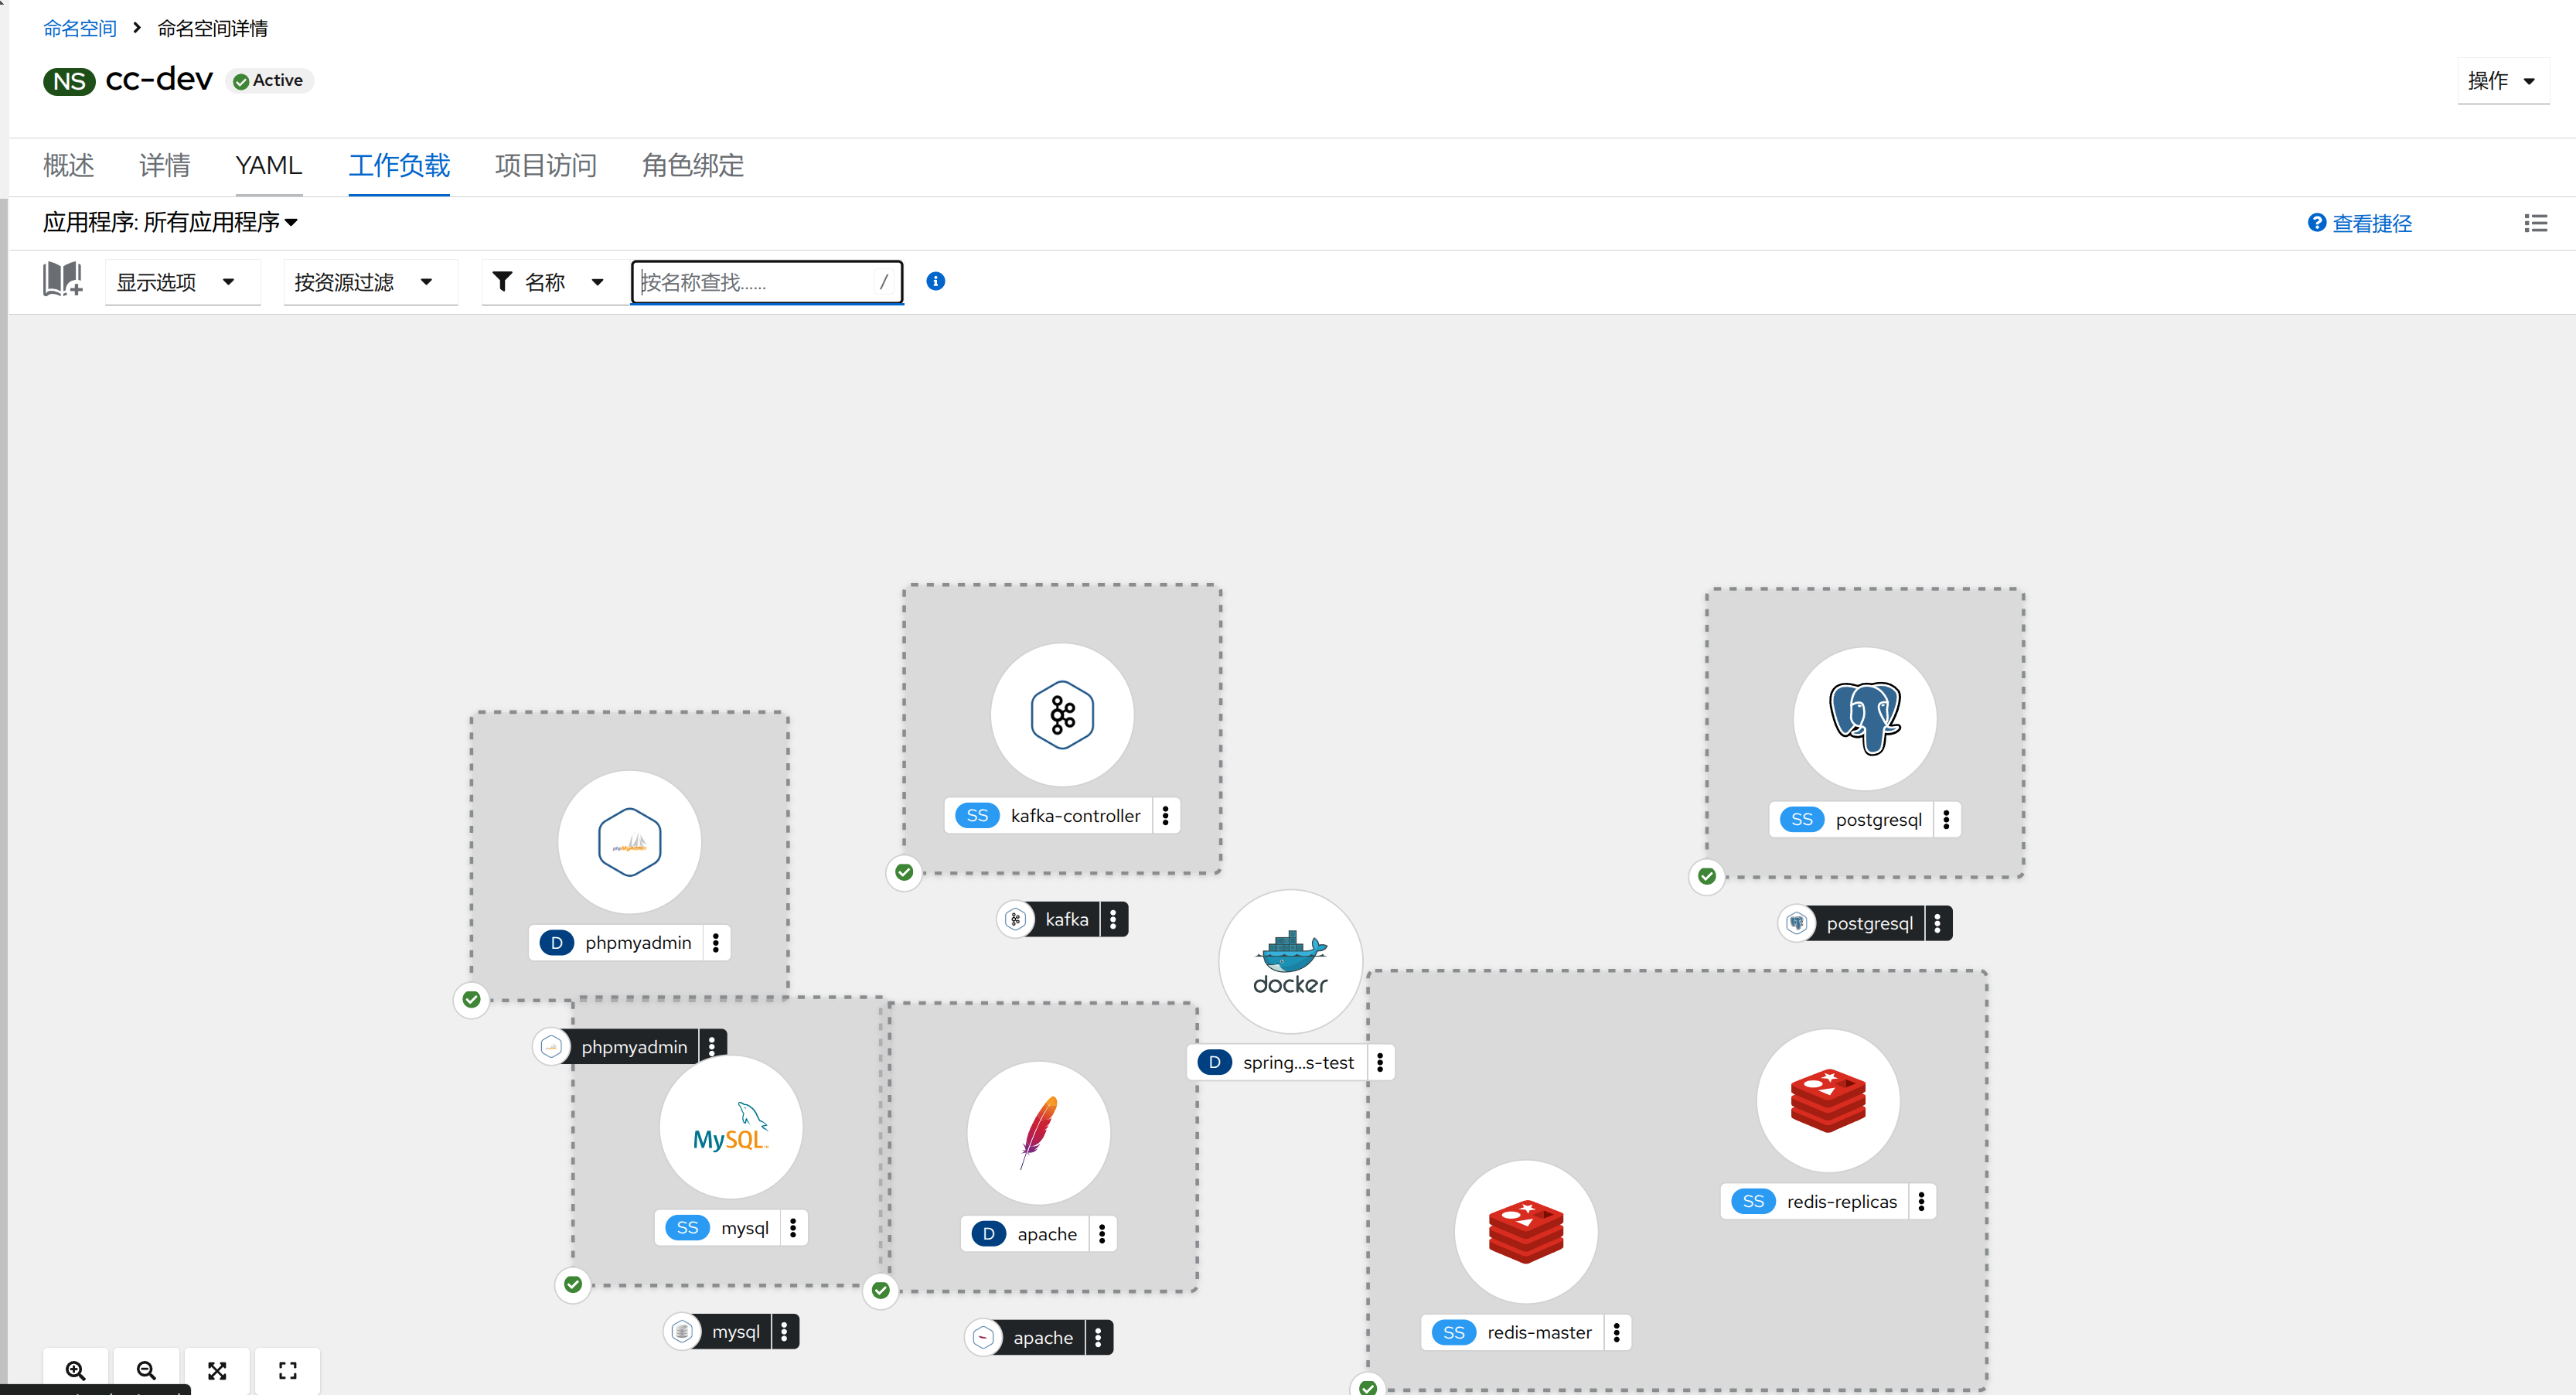 命名空间 > 命名空间详情
NS cc-dev Active
操作
概述 详情 YAML 工作负载 项目访问 角色绑定
应用程序: 所有应用程序
查看捷径
显示选项 按资源过滤 名称 按名称查找...... /
SS kafka-controller
SS postgresql
kafka
postgresql
D phpmyadmin
docker
phpmyadmin
D spring...s-test
MySQL
SS redis-replicas
SS mysql
D apache
SS redis-master
mysql
apache